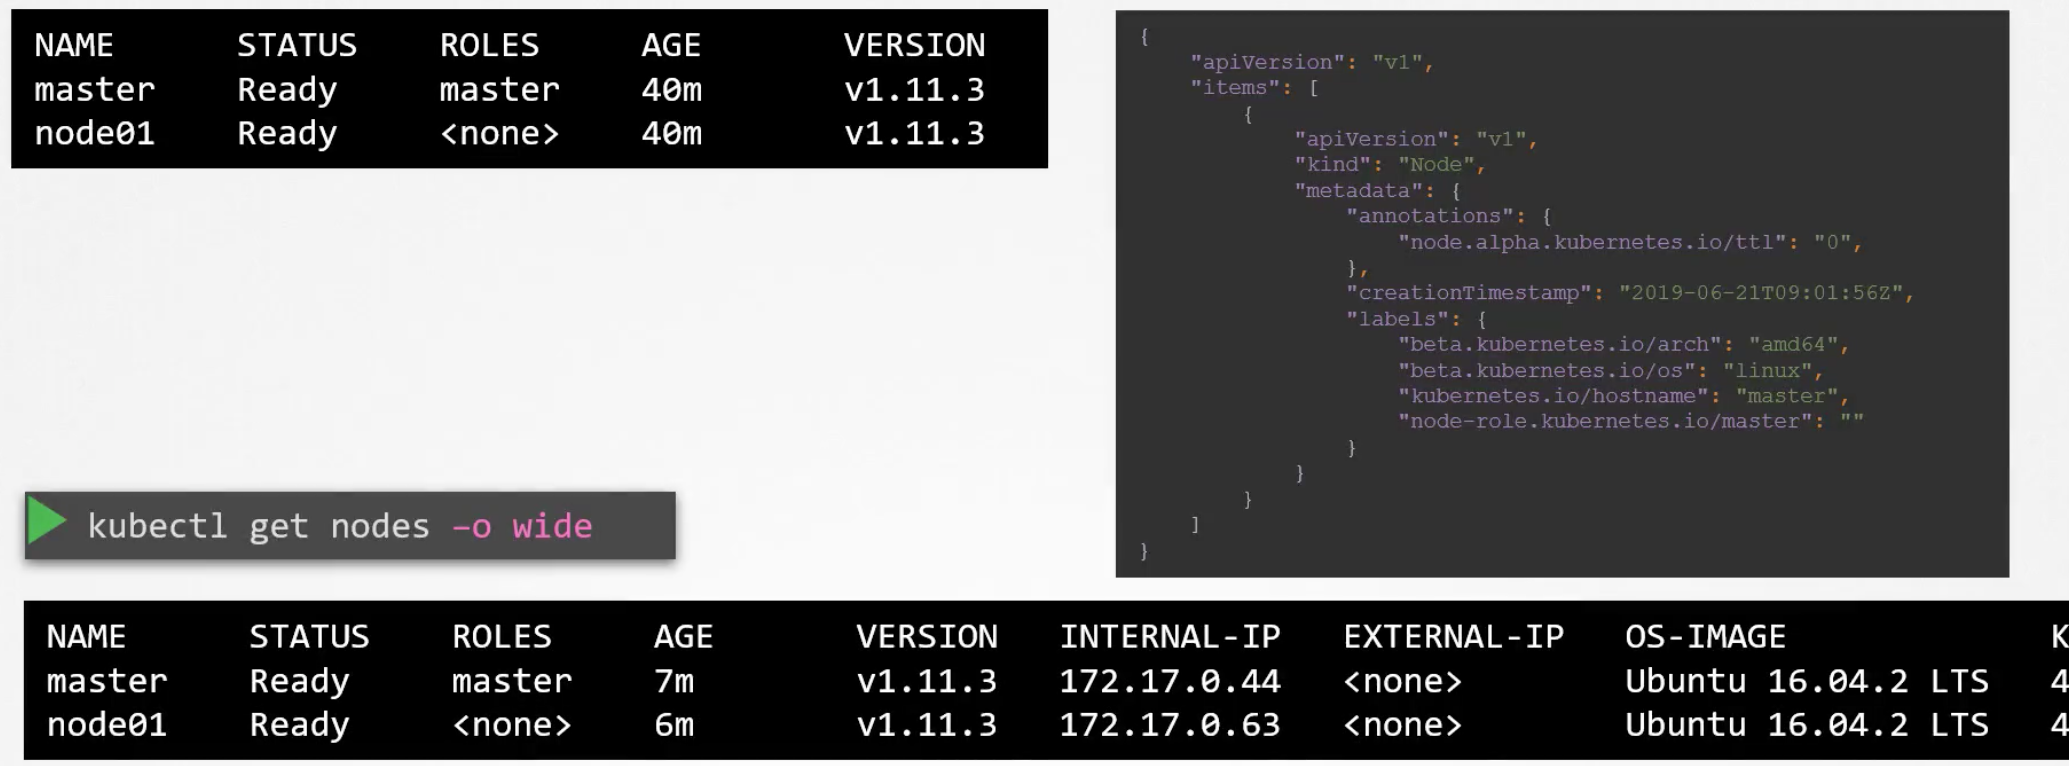 NAME STATUS ROLES AGE VERSION
master Ready master 40m v1.11.3
node01 Ready <none> 40m v1.11.3
{
"apiVersion": "v1",
"items": [
{
"apiVersion": "v1",
"kind": "Node",
"metadata": {
"annotations": {
"node.alpha.kubernetes.io/ttl": "0",
},
"creationTimestamp": "2019-06-21T09:01:56Z",
"labels": {
"beta.kubernetes.io/arch": "amd64",
"beta.kubernetes.io/os": "linux",
"kubernetes.io/hostname": "master",
"node-role.kubernetes.io/master": ""
}
}
}
]
}
kubectl get nodes –o wide
NAME STATUS ROLES AGE VERSION INTERNAL-IP EXTERNAL-IP OS-IMAGE K
master Ready master 7m v1.11.3 172.17.0.44 <none> Ubuntu 16.04.2 LTS 4
node01 Ready <none> 6m v1.11.3 172.17.0.63 <none> Ubuntu 16.04.2 LTS 4